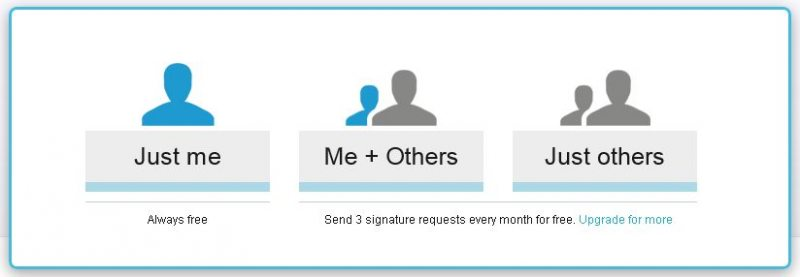 Just me
Me + Others
Just others
Always free
Send 3 signature requests every month for free. Upgrade for more